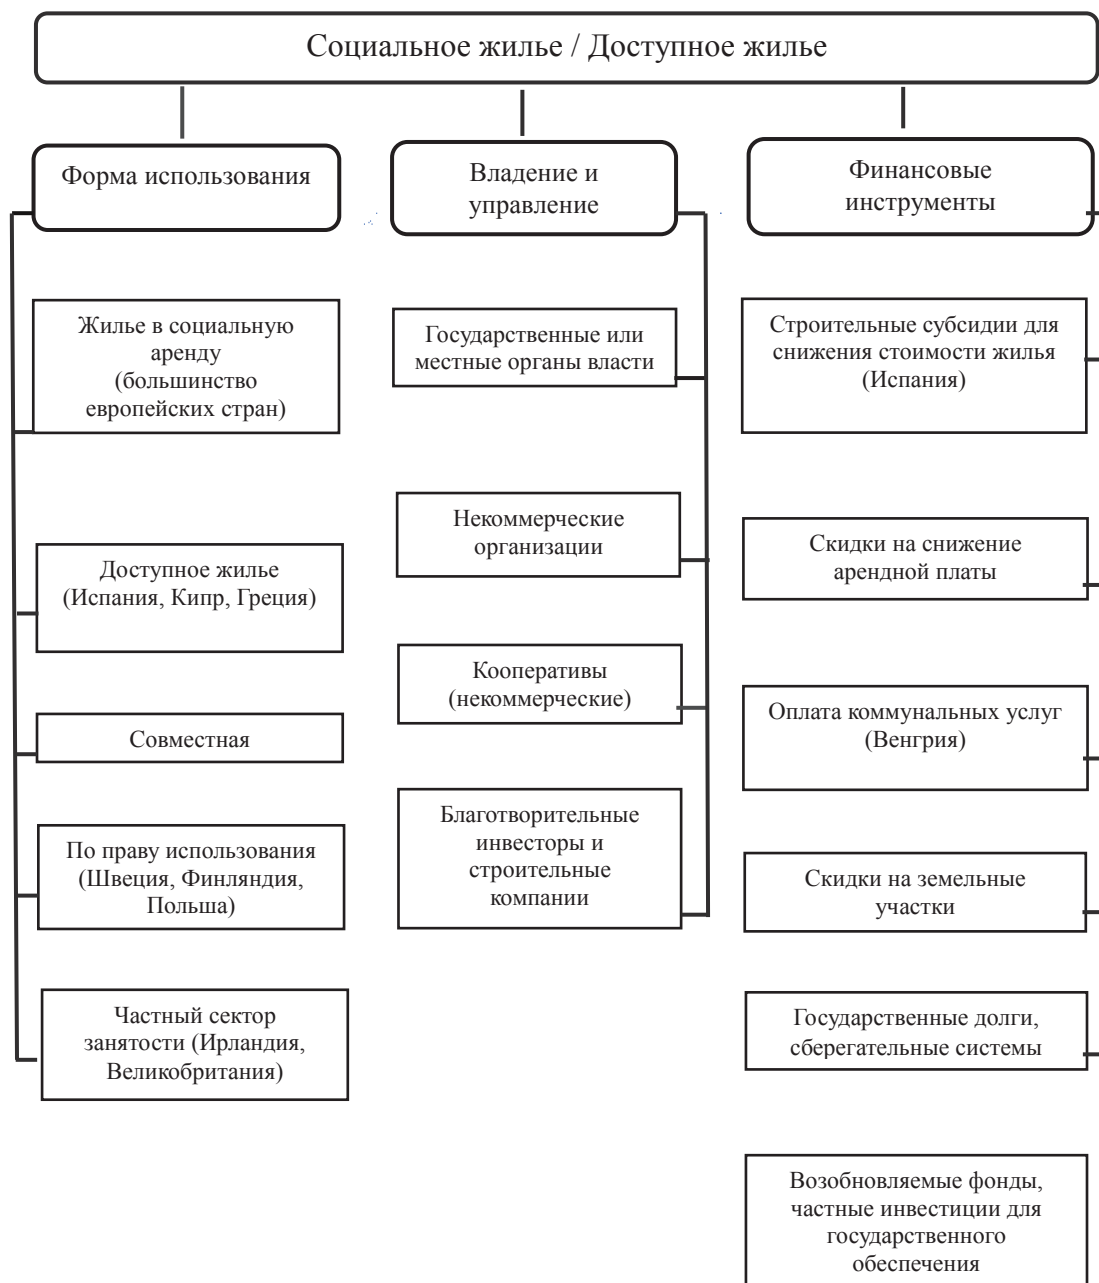 Социальное жилье / Доступное жилье
Форма использования
Владение и
управление
Финансовые
инструменты
Жилье в социальную
аренду
(большинство
европейских стран)
Доступное жилье
(Испания, Кипр, Греция)
Совместная
По праву использования
(Швеция, Финляндия,
Польша)
Частный сектор
занятости (Ирландия,
Великобритания)
Государственные или
местные органы власти
Некоммерческие
организации
Кооперативы
(некоммерческие)
Благотворительные
инвесторы и
строительные
компании
Строительные субсидии для
снижения стоимости жилья
(Испания)
Скидки на снижение
арендной платы
Оплата коммунальных услуг
(Венгрия)
Скидки на земельные
участки
Государственные долги,
сберегательные системы
Возобновляемые фонды,
частные инвестиции для
государственного
обеспечения